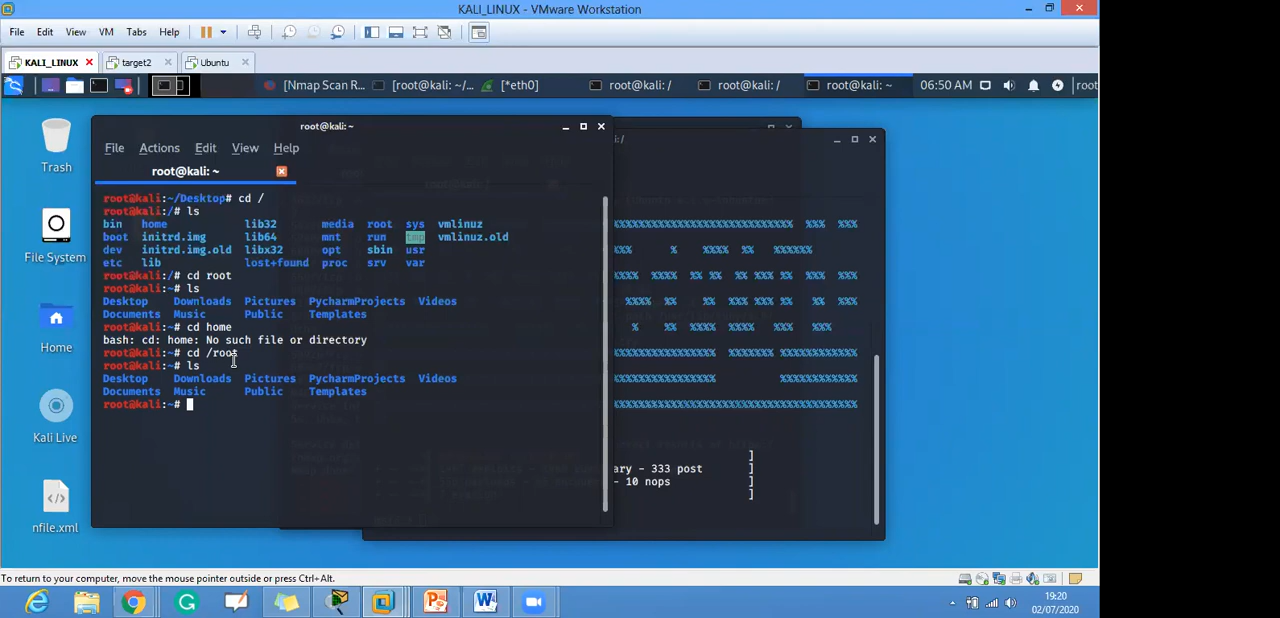 KALI_LINUX - VMware Workstation
File Edit View VM Tabs Help
KALI_LINUX target2 Ubuntu
[Nmap Scan R... [root@kali: ~/... [*eth0] root@kali: / root@kali: / root@kali: ~ 06:50 AM root
Trash
File System
Home
Kali Live
nfile.xml
root@kali: ~
File Actions Edit View Help
root@kali: ~
root@kali:~/Desktop# cd /
root@kali:/# ls
bin home lib32 media root sys vmlinuz
boot initrd.img lib64 mnt run tmp vmlinuz.old
dev initrd.img.old libx32 opt sbin usr
etc lib lost+found proc srv var
root@kali:/# cd root
root@kali:~# ls
Desktop Downloads Pictures PycharmProjects Videos
Documents Music Public Templates
root@kali:~# cd home
bash: cd: home: No such file or directory
root@kali:~# cd /root
root@kali:~# ls
Desktop Downloads Pictures PycharmProjects Videos
Documents Music Public Templates
root@kali:~#
:/
%%%%%%%%%%%%%%%%%%%%%%%%%%%% %%% %%%
ary - 333 post ]
- 10 nops ]
]
To return to your computer, move the mouse pointer outside or press Ctrl+Alt.
19:20
02/07/2020